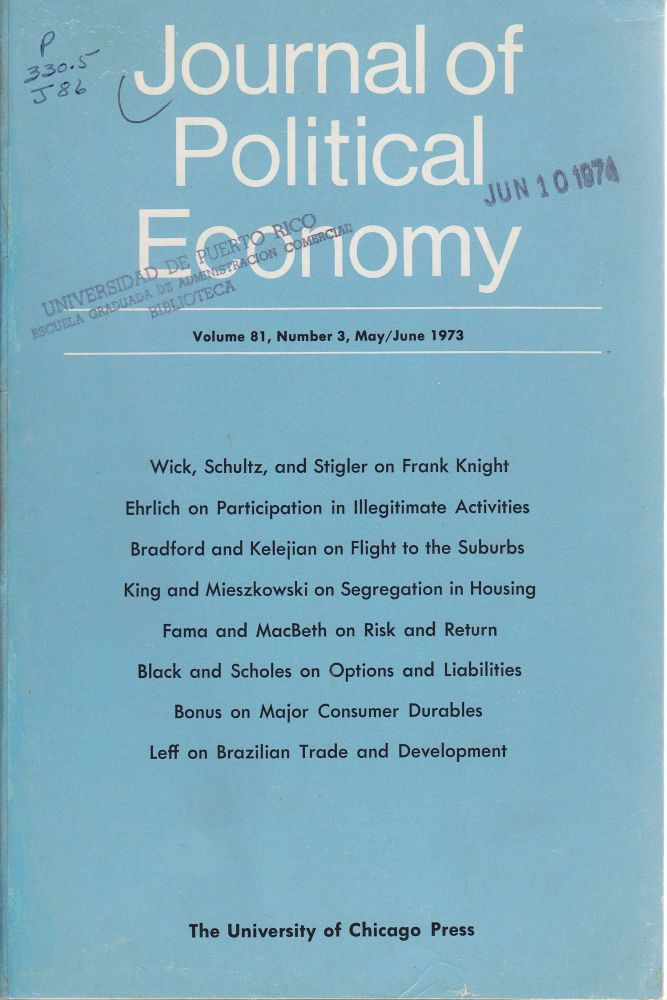 P
330.5
J86
Journal of
Political
Economy
JUN 10 1974
UNIVERSIDAD DE PUERTO RICO
ESCUELA GRADUADA DE ADMINISTRACION COMERCIAL
BIBLIOTECA
Volume 81, Number 3, May/June 1973
Wick, Schultz, and Stigler on Frank Knight
Ehrlich on Participation in Illegitimate Activities
Bradford and Kelejian on Flight to the Suburbs
King and Mieszkowski on Segregation in Housing
Fama and MacBeth on Risk and Return
Black and Scholes on Options and Liabilities
Bonus on Major Consumer Durables
Leff on Brazilian Trade and Development
The University of Chicago Press